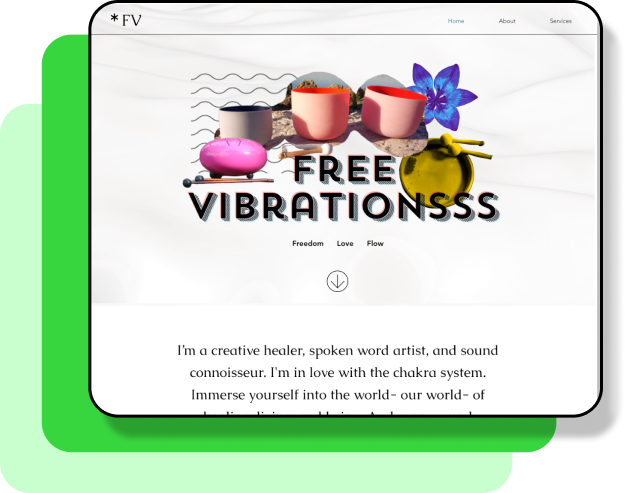 *FV
Home About Services
FREE
VIBRATIONSSS
Freedom Love Flow
I'm a creative healer, spoken word artist, and sound
connoisseur. I'm in love with the chakra system.
Immerse yourself into the world- our world- of